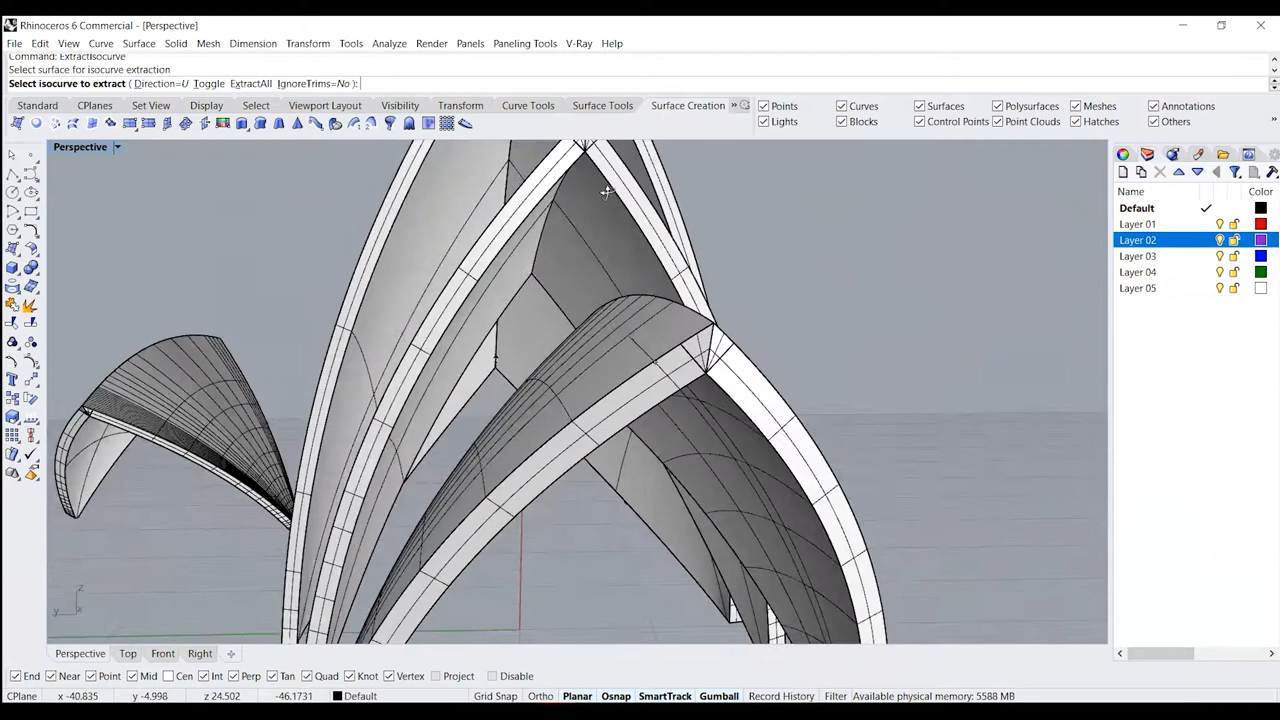 Rhinoceros 6 Commercial - [Perspective]
File Edit View Curve Surface Solid Mesh Dimension Transform Tools Analyze Render Panels Paneling Tools V-Ray Help
Command: ExtractIsocurve
Select surface for isocurve extraction
Select isocurve to extract ( Direction=U Toggle ExtractAll IgnoreTrims=No ):
Standard CPlanes Set View Display Select Viewport Layout Visibility Transform Curve Tools Surface Tools Surface Creation »
Points Curves Surfaces Polysurfaces Meshes Annotations
Lights Blocks Control Points Point Clouds Hatches Others »
Perspective
Name Color
Default
Layer 01
Layer 02
Layer 03
Layer 04
Layer 05
z
y x
Perspective Top Front Right
End Near Point Mid Cen Int Perp Tan Quad Knot Vertex Project Disable
CPlane x -40.835 y -4.998 z 24.502 -46.1731 Default Grid Snap Ortho Planar Osnap SmartTrack Gumball Record History Filter Available physical memory: 5588 MB